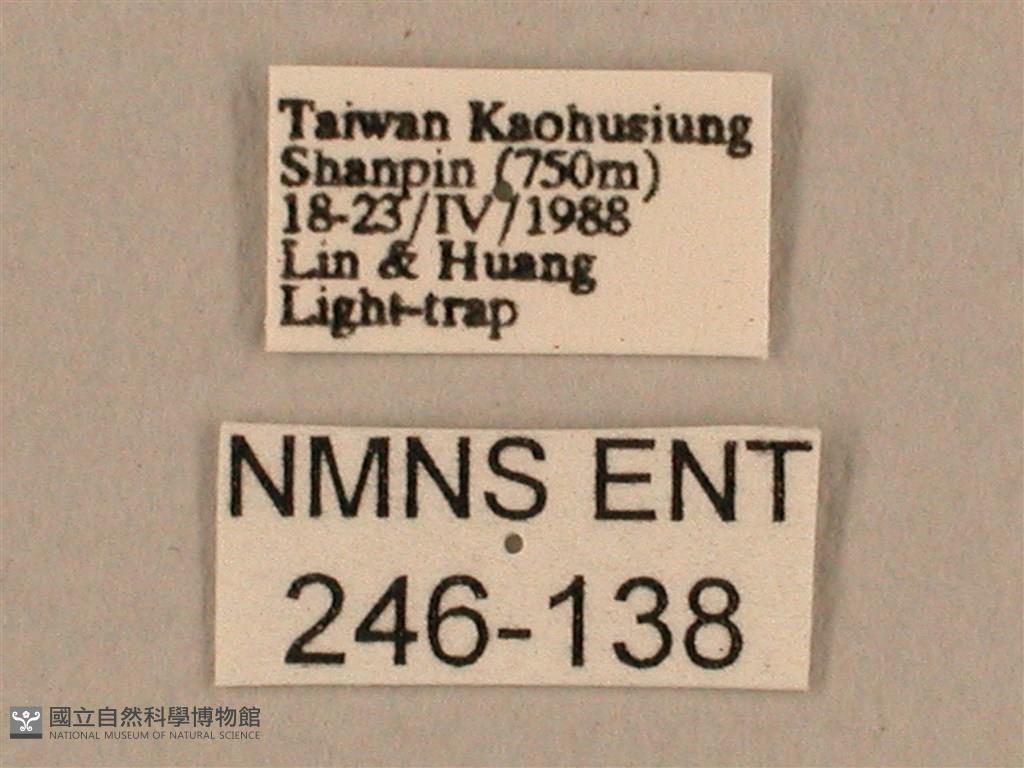 Taiwan Kaohusiung
Shanpin (750m)
18-23/IV/1988
Lin & Huang
Light-trap
NMNS ENT
246-138
國立自然科學博物館
NATIONAL MUSEUM OF NATURAL SCIENCE